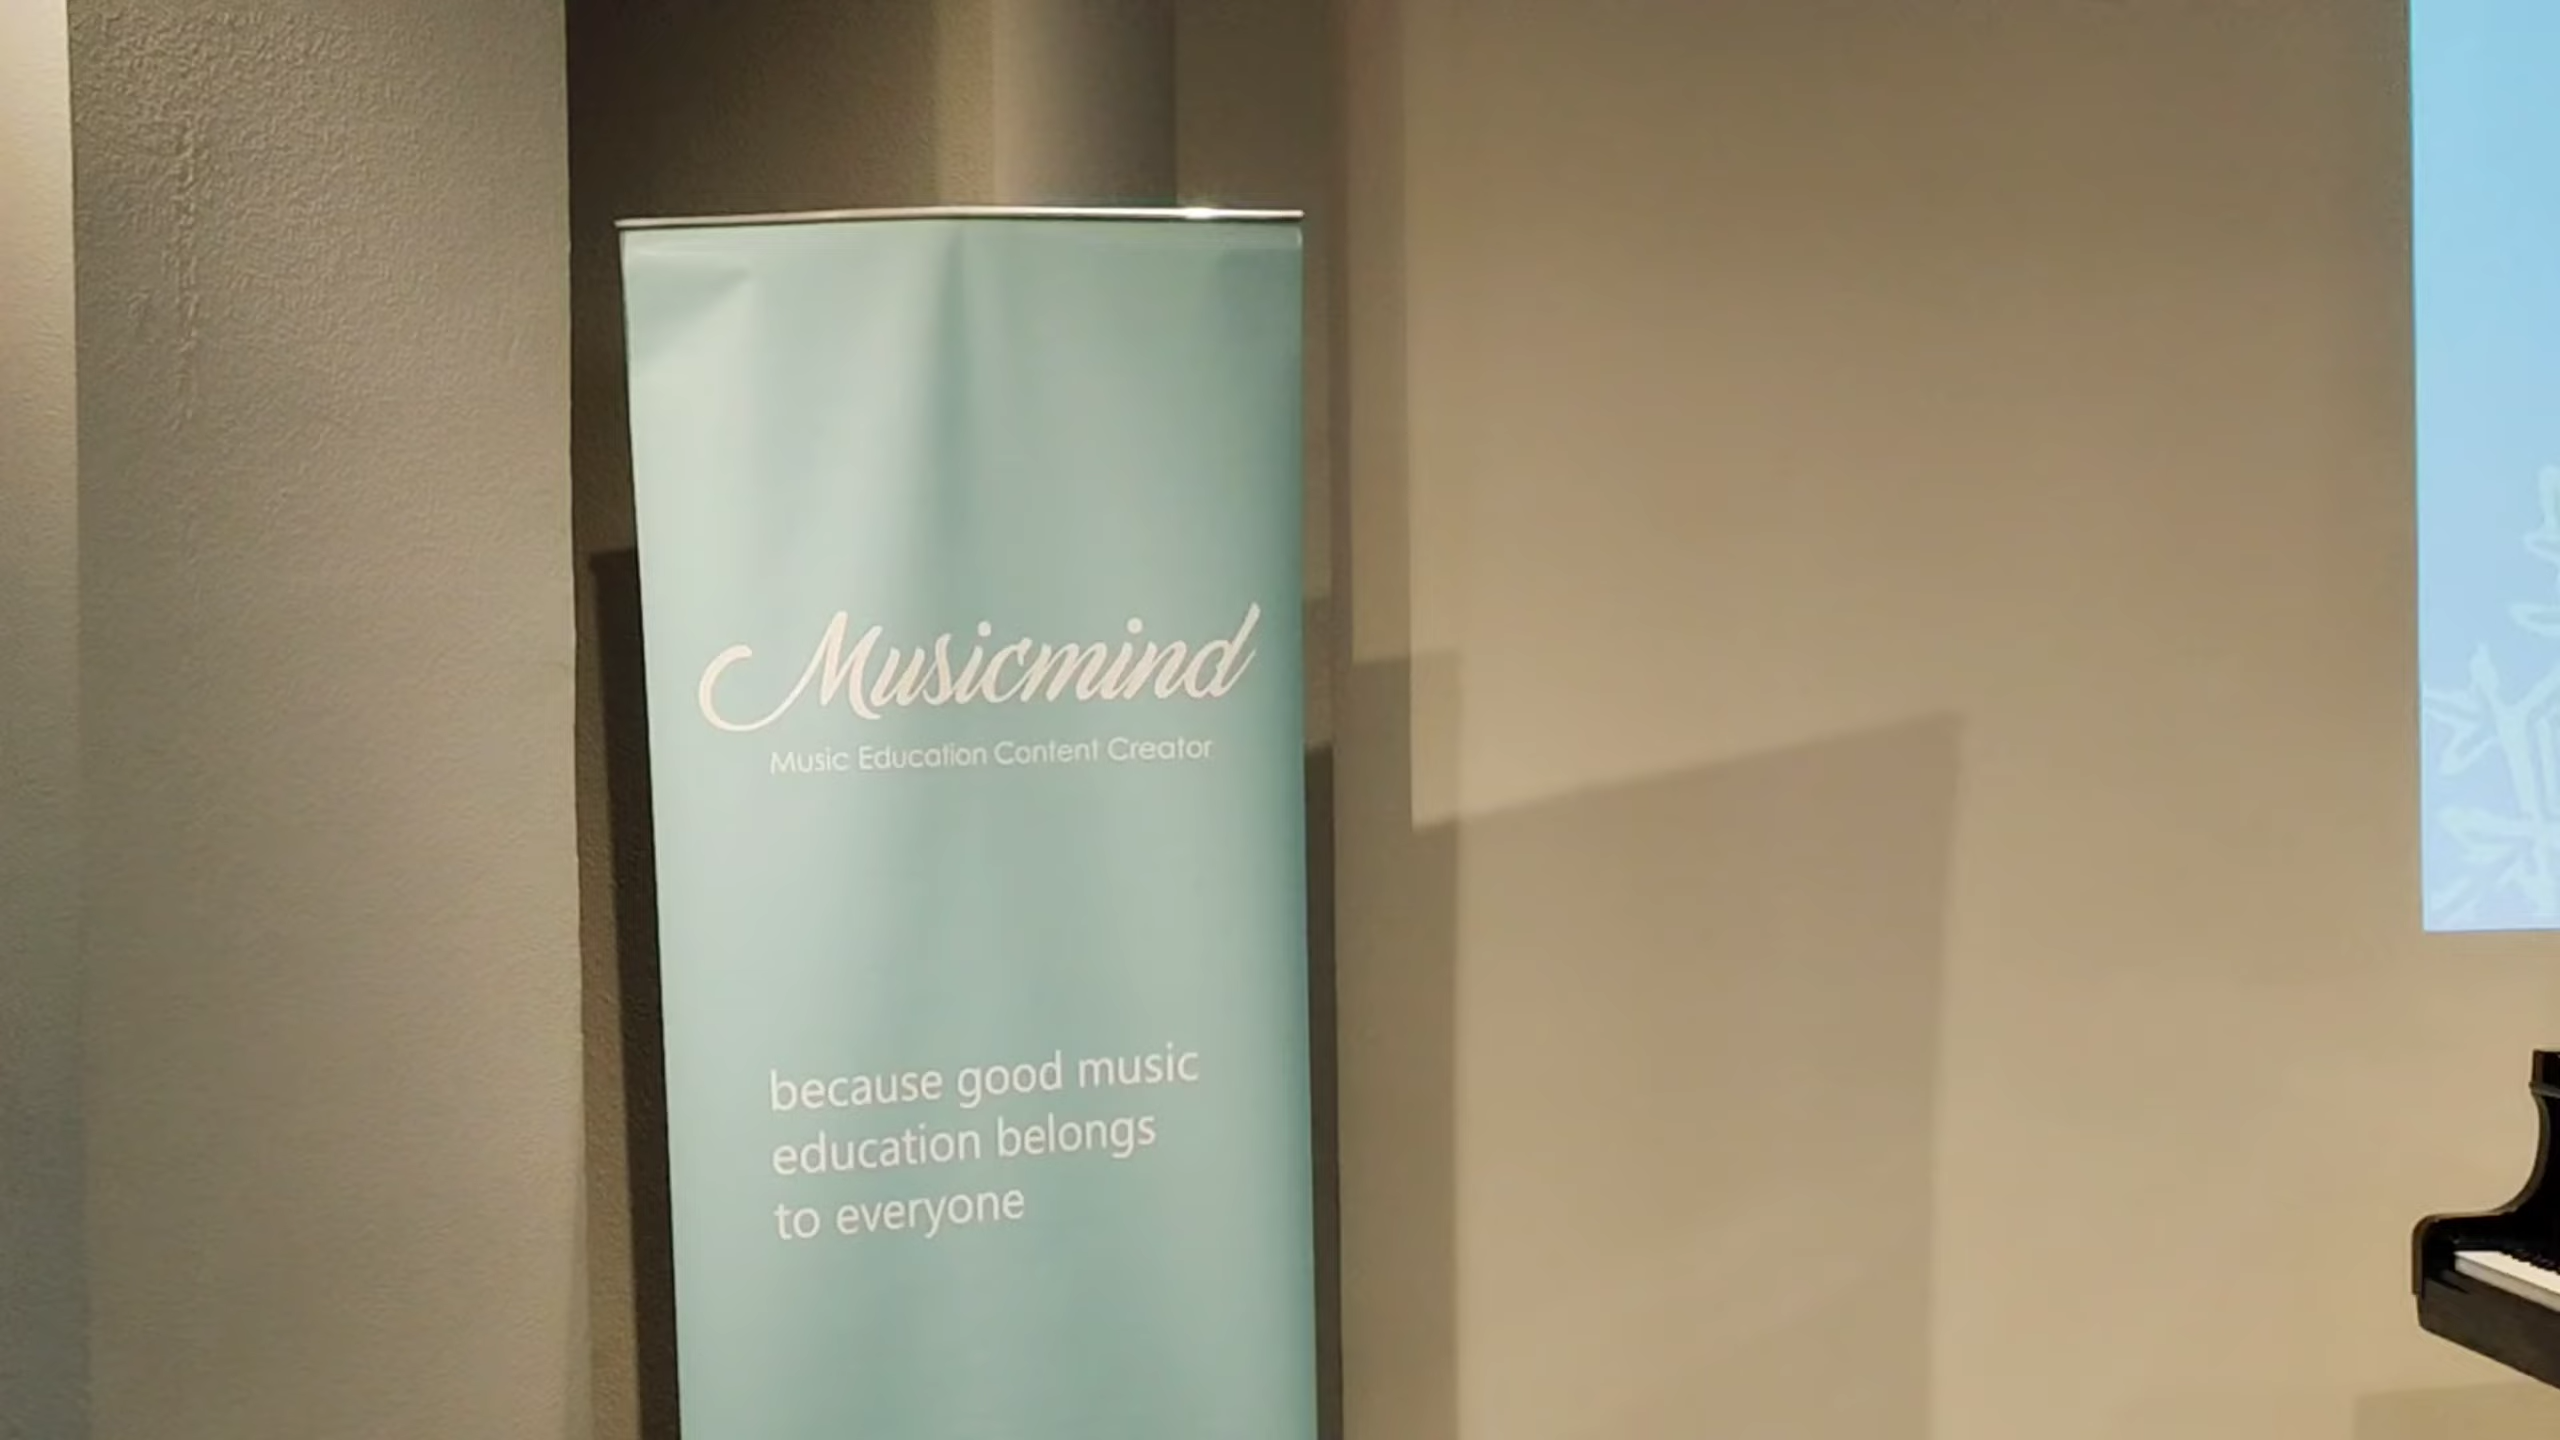 Musicmind
Music Education Content Creator
because good music
education belongs
to everyone